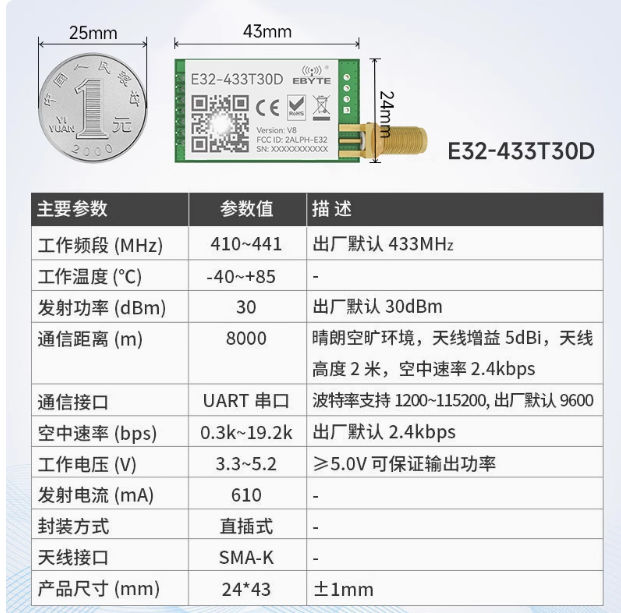 25mm
43mm
中国人民银行
YI
YUAN
1
元
2000
E32-433T30D
EBYTE
CE
RoHS
Version: V8
FCC ID: 2ALPH-E32
SN: XXXXXXXXXXX
24mm
E32-433T30D
主要参数 参数值 描 述
工作频段 (MHz) 410~441 出厂默认 433MHz
工作温度 (℃) -40~+85 -
发射功率 (dBm) 30 出厂默认 30dBm
通信距离 (m) 8000 晴朗空旷环境，天线增益 5dBi，天线
高度 2 米，空中速率 2.4kbps
通信接口 UART 串口 波特率支持 1200~115200, 出厂默认 9600
空中速率 (bps) 0.3k~19.2k 出厂默认 2.4kbps
工作电压 (V) 3.3~5.2 ≥5.0V 可保证输出功率
发射电流 (mA) 610 -
封装方式 直插式 -
天线接口 SMA-K -
产品尺寸 (mm) 24*43 ±1mm